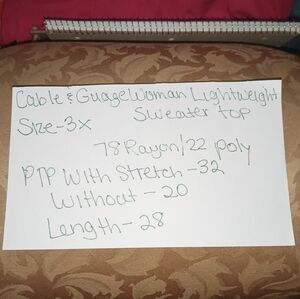 Cable & Guage Woman Lightweight
Size-3x Sweater top
78 Rayon/22 poly
PTP With Stretch-32
Without-20
Length-28